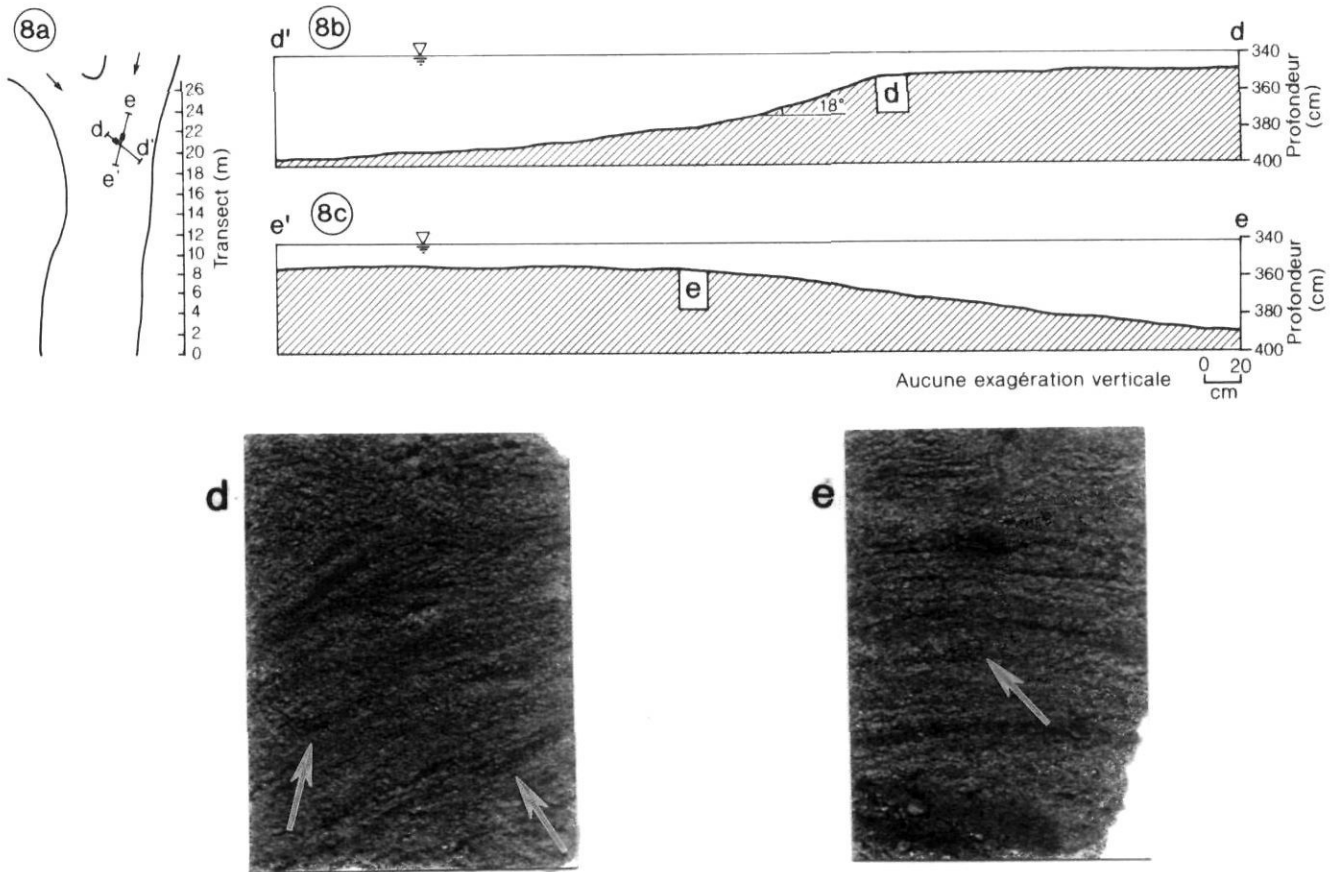 8a
e
d
d'
e'
26
24
22
20
18
16
14
12
10
8
6
4
2
0
Transect (m)
d'
8b
d
18°
d
340
360
380
400
Profondeur
(cm)
e'
8c
e
e
340
360
380
400
Profondeur
(cm)
Aucune exagération verticale
0 20
cm
d
e